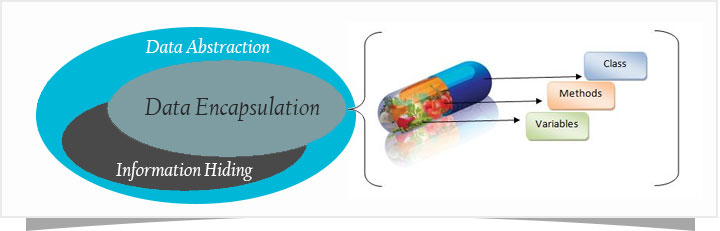 Data Abstraction
Data Encapsulation
Information Hiding
Class
Methods
Variables